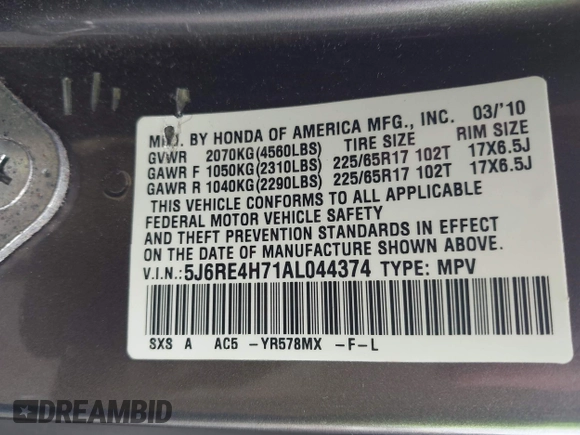 MFD. BY HONDA OF AMERICA MFG., INC. 03/'10
GVWR 2070KG(4560LBS) TIRE SIZE RIM SIZE
GAWR F 1050KG(2310LBS) 225/65R17 102T 17X6.5J
GAWR R 1040KG(2290LBS) 225/65R17 102T 17X6.5J
THIS VEHICLE CONFORMS TO ALL APPLICABLE
FEDERAL MOTOR VEHICLE SAFETY
AND THEFT PREVENTION STANDARDS IN EFFECT
ON THE DATE OF MANUFACTURE SHOWN ABOVE.
V.I.N.:5J6RE4H71AL044374 TYPE: MPV
SXS A AC5 -YR578MX -F-L
DREAMBID